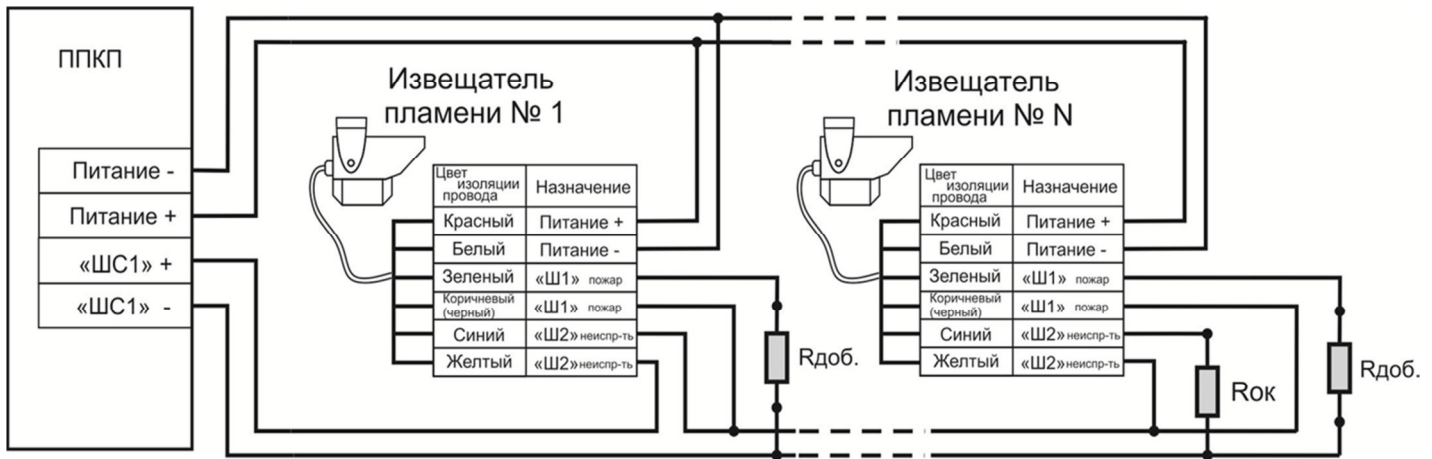 ППКП
Питание -
Питание +
«ШС1» +
«ШС1» -
Извещатель
пламени № 1
Цвет
изоляции
провода
Назначение
Красный
Питание +
Белый
Питание -
Зеленый
«Ш1» пожар
Коричневый
(черный)
«Ш1» пожар
Синий
«Ш2» неиспр-ть
Желтый
«Ш2» неиспр-ть
Rдоб.
Извещатель
пламени № N
Цвет
изоляции
провода
Назначение
Красный
Питание +
Белый
Питание -
Зеленый
«Ш1» пожар
Коричневый
(черный)
«Ш1» пожар
Синий
«Ш2» неиспр-ть
Желтый
«Ш2» неиспр-ть
Rок
Rдоб.